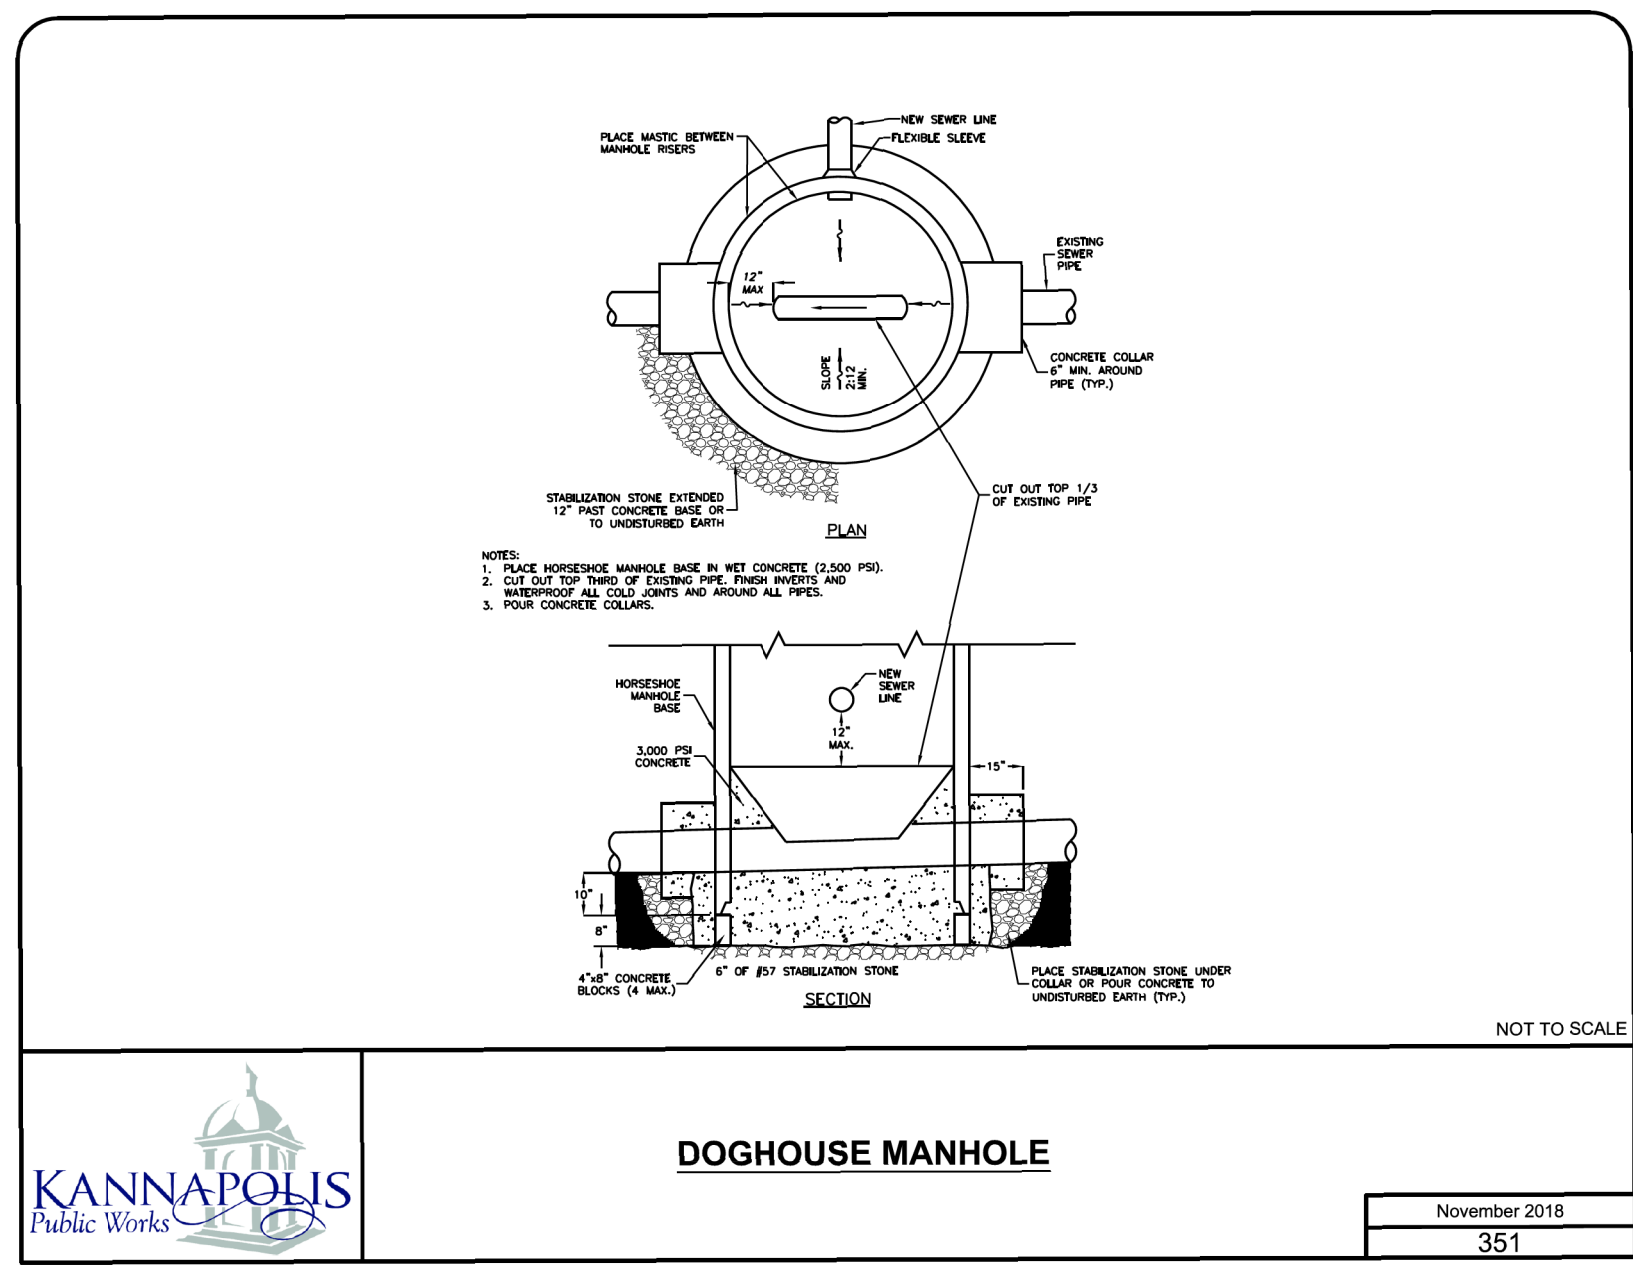 NEW SEWER LINE
PLACE MASTIC BETWEEN
MANHOLE RISERS
FLEXIBLE SLEEVE
EXISTING
SEWER
PIPE
12"
MAX
CONCRETE COLLAR
6" MIN. AROUND
PIPE (TYP.)
SLOPE
2:12
MIN.
CUT OUT TOP 1/3
OF EXISTING PIPE
STABILIZATION STONE EXTENDED
12" PAST CONCRETE BASE OR
TO UNDISTURBED EARTH
PLAN
NOTES:
1. PLACE HORSESHOE MANHOLE BASE IN WET CONCRETE (2,500 PSI).
2. CUT OUT TOP THIRD OF EXISTING PIPE. FINISH INVERTS AND
WATERPROOF ALL COLD JOINTS AND AROUND ALL PIPES.
3. POUR CONCRETE COLLARS.
HORSESHOE
MANHOLE
BASE
NEW
SEWER
LINE
12"
MAX.
3,000 PSI
CONCRETE
15"
10"
8"
4"x8" CONCRETE
BLOCKS (4 MAX.)
6" OF #57 STABILIZATION STONE
PLACE STABILIZATION STONE UNDER
COLLAR OR POUR CONCRETE TO
UNDISTURBED EARTH (TYP.)
SECTION
NOT TO SCALE
KANNAPOLIS
Public Works
DOGHOUSE MANHOLE
November 2018
351